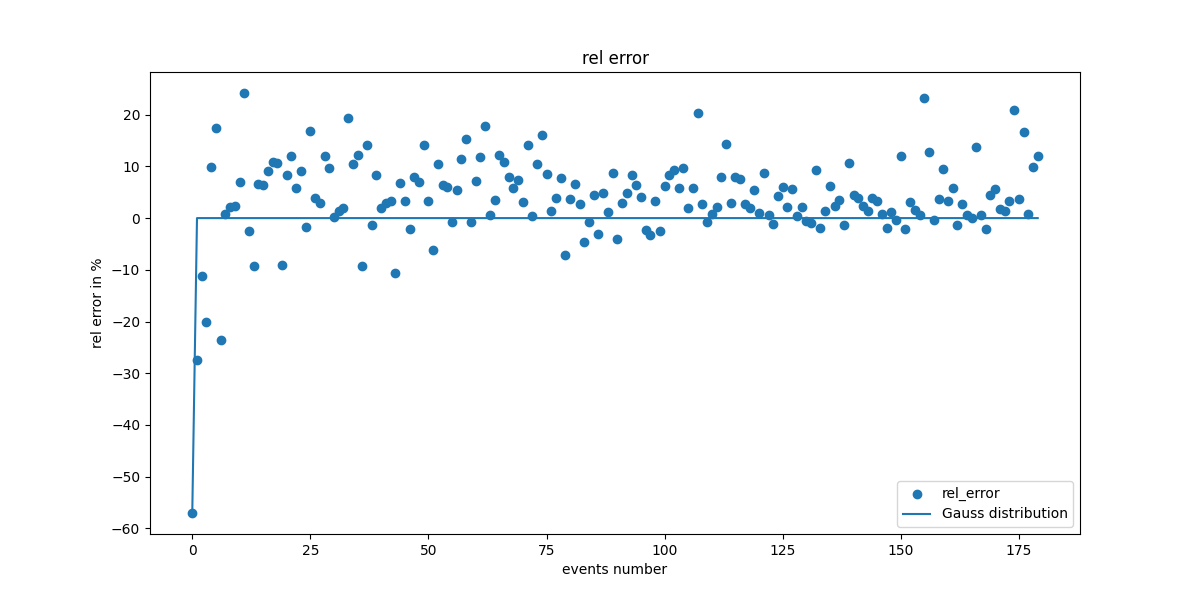 rel error
20
10
0
−10
−20
−30
−40
−50
−60
rel error in %
rel_error
Gauss distribution
0 25 50 75 100 125 150 175
events number